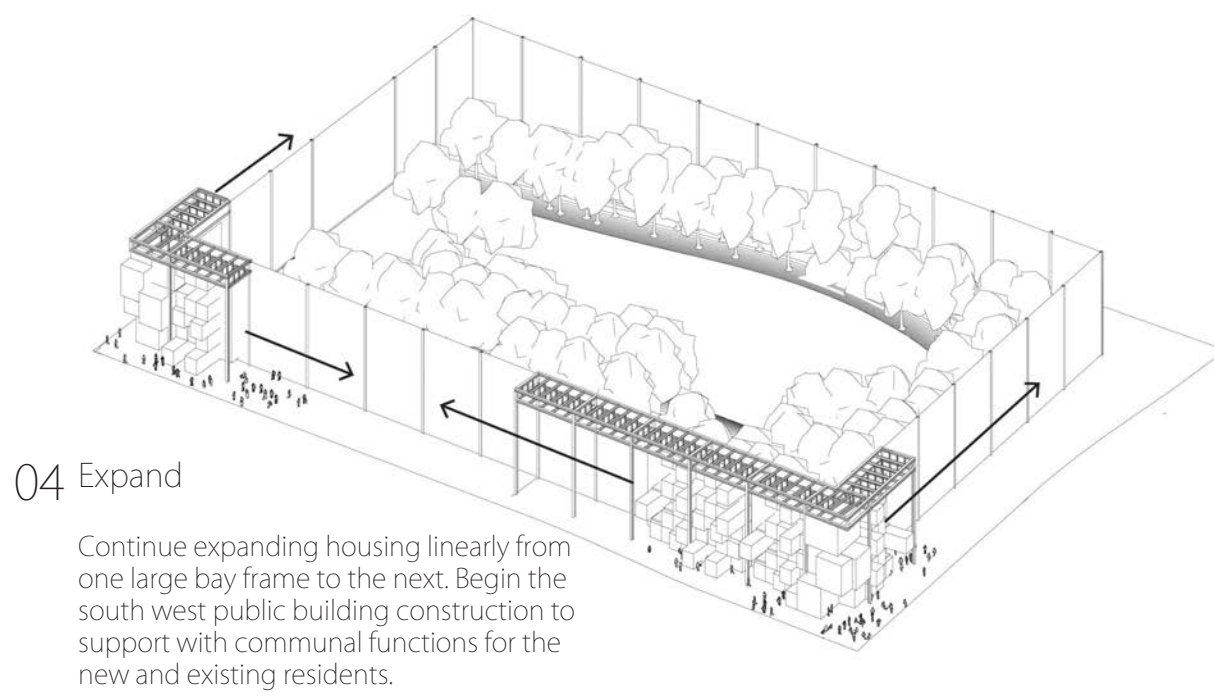 04 Expand
Continue expanding housing linearly from
one large bay frame to the next. Begin the
south west public building construction to
support with communal functions for the
new and existing residents.